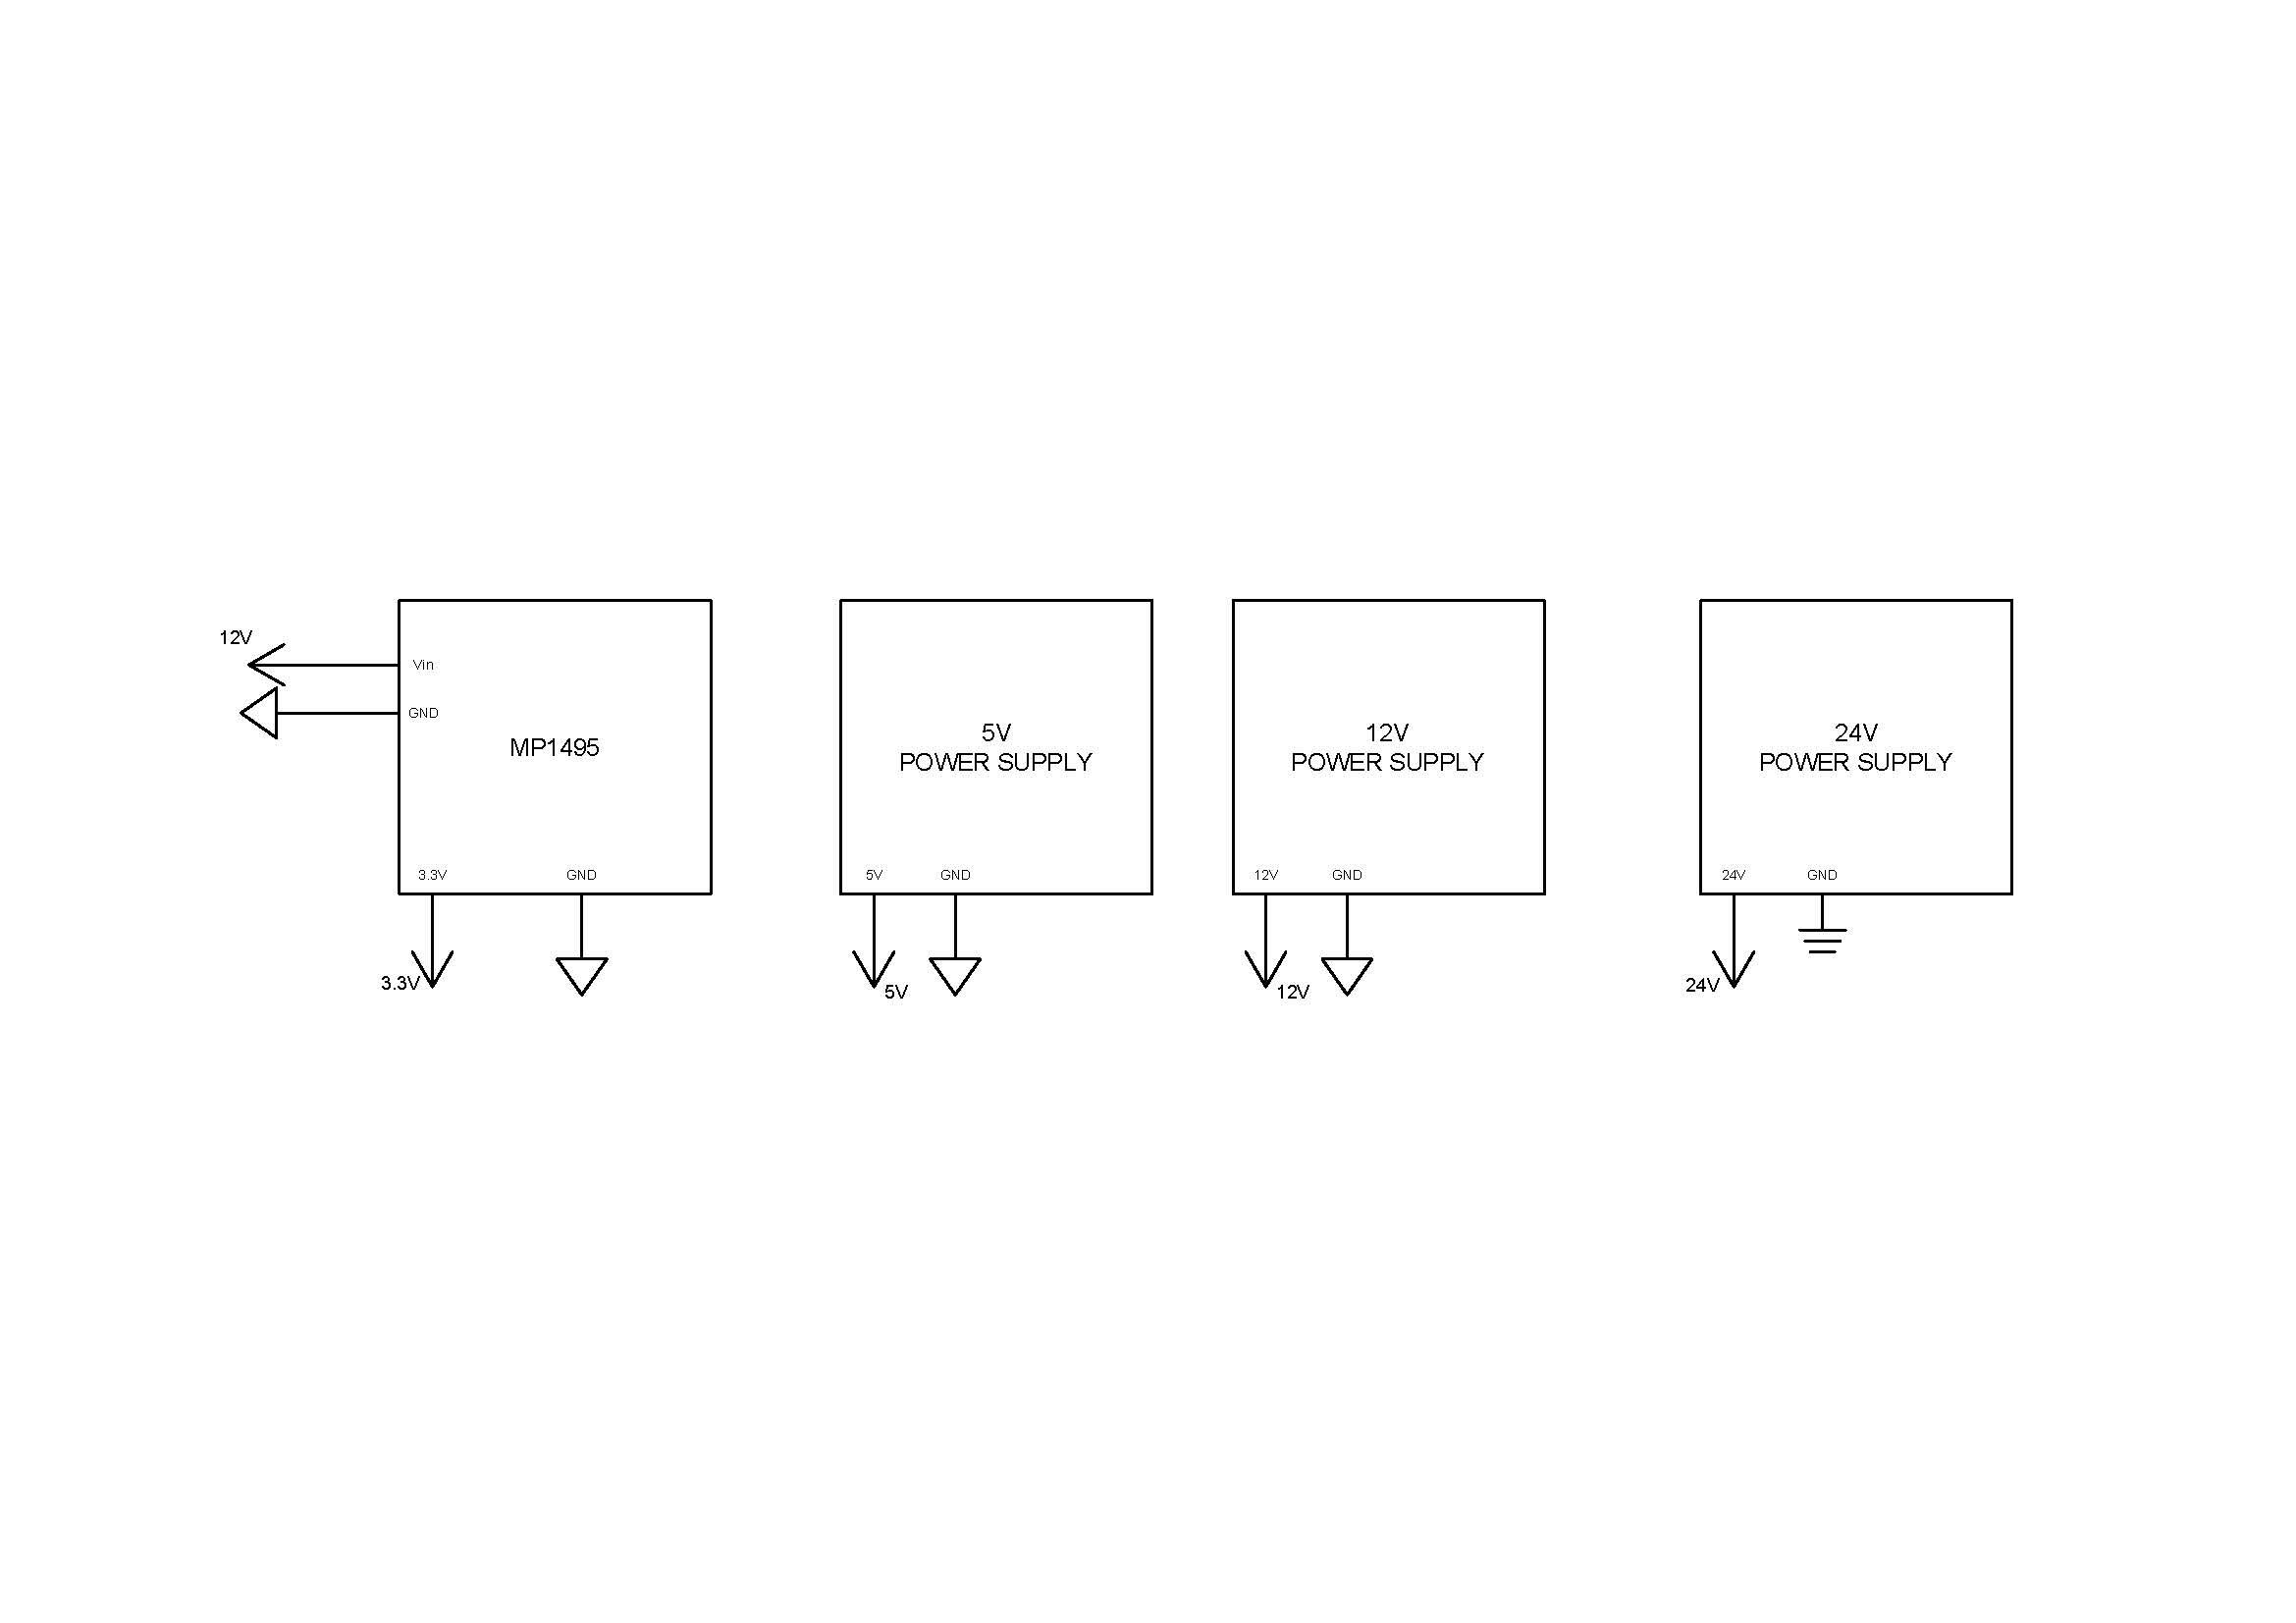 12V
Vin
GND
MP1495
3.3V
GND
3.3V
5V
POWER SUPPLY
5V
GND
5V
12V
POWER SUPPLY
12V
GND
12V
24V
POWER SUPPLY
24V
GND
24V